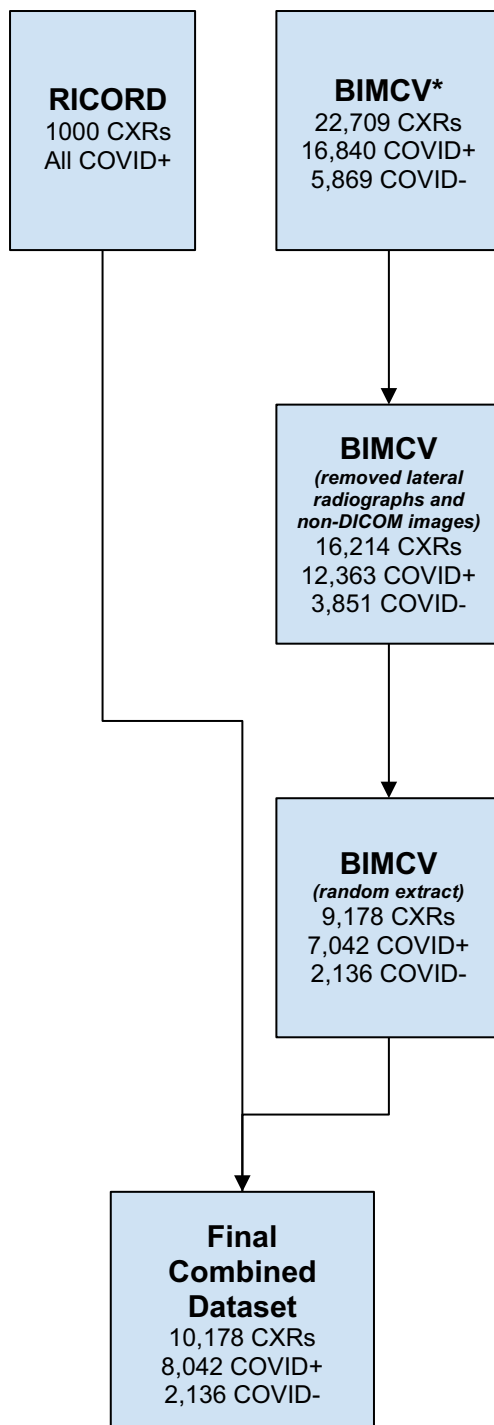 RICORD
1000 CXRs
All COVID+
BIMCV*
22,709 CXRs
16,840 COVID+
5,869 COVID-
BIMCV
(removed lateral
radiographs and
non-DICOM images)
16,214 CXRs
12,363 COVID+
3,851 COVID-
BIMCV
(random extract)
9,178 CXRs
7,042 COVID+
2,136 COVID-
Final
Combined
Dataset
10,178 CXRs
8,042 COVID+
2,136 COVID-